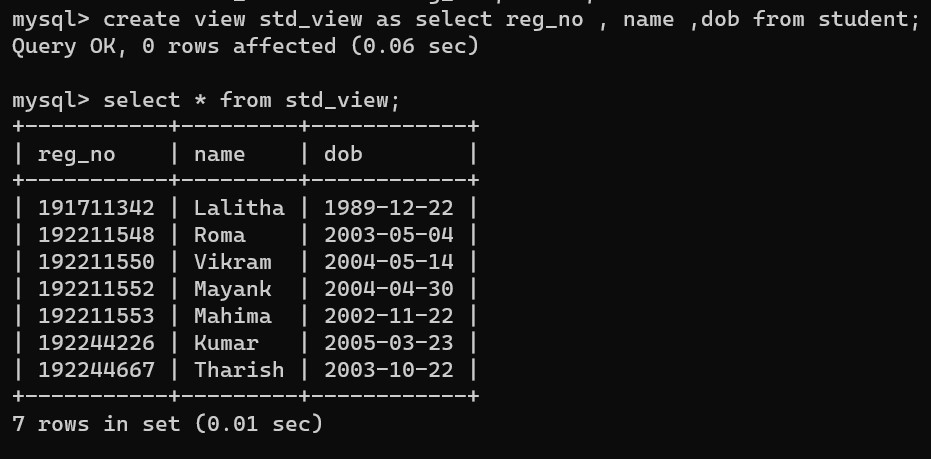 mysql> create view std_view as select reg_no , name ,dob from student;
Query OK, 0 rows affected (0.06 sec)
mysql> select * from std_view;
+-----------+---------+------------+
| reg_no    | name    | dob        |
+-----------+---------+------------+
| 191711342 | Lalitha | 1989-12-22 |
| 192211548 | Roma    | 2003-05-04 |
| 192211550 | Vikram  | 2004-05-14 |
| 192211552 | Mayank  | 2004-04-30 |
| 192211553 | Mahima  | 2002-11-22 |
| 192244226 | Kumar   | 2005-03-23 |
| 192244667 | Tharish | 2003-10-22 |
+-----------+---------+------------+
7 rows in set (0.01 sec)